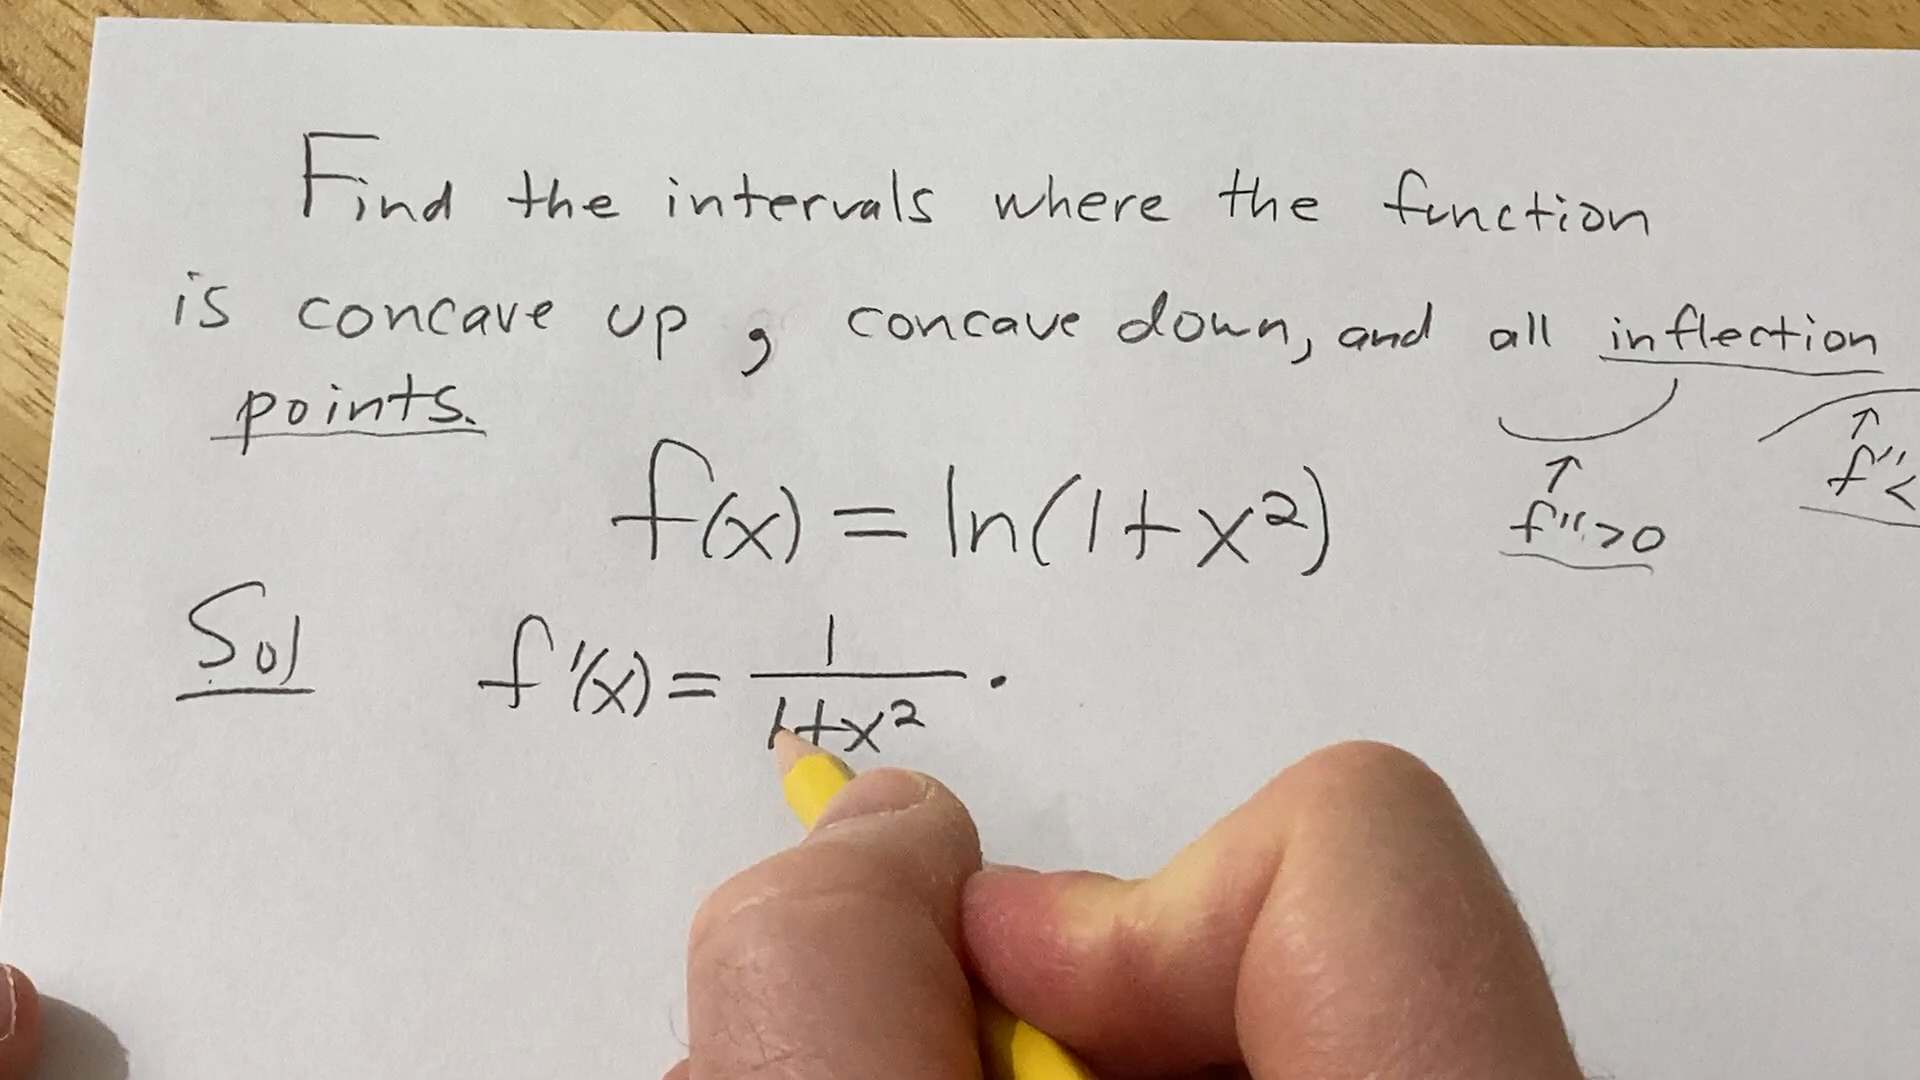 Find the intervals where the function
is concave up, concave down, and all inflection
points.
f(x) = ln(1+x²)
↑
f''>0
↑
f''<
Sol
f'(x) = 1/(1+x²) ·